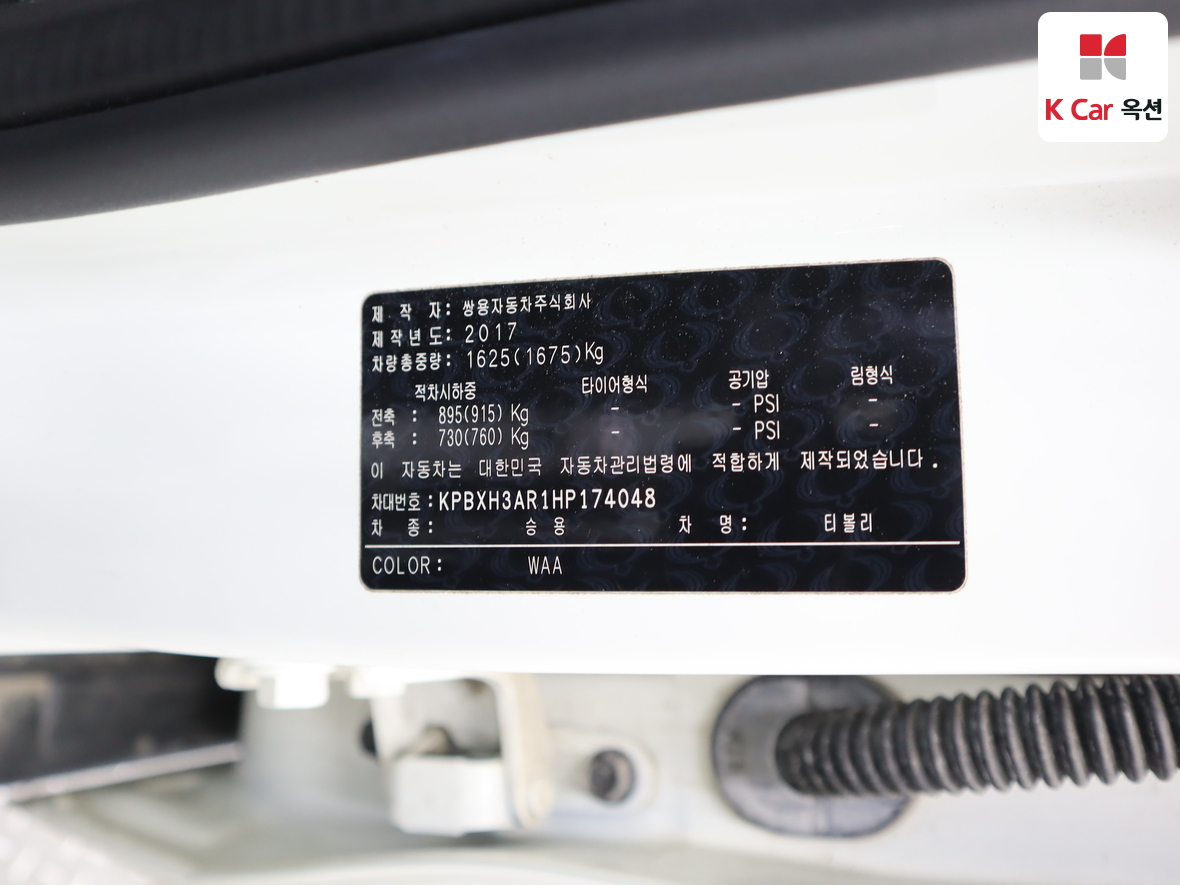 K Car 옥션
제 작 자: 쌍용자동차주식회사
제작년도: 2017
차량총중량: 1625(1675)Kg
적차시하중 타이어형식 공기압 림형식
전축 : 895(915) Kg - - PSI -
후축 : 730(760) Kg - - PSI -
이 자동차는 대한민국 자동차관리법령에 적합하게 제작되었습니다.
차대번호:KPBXH3AR1HP174048
차 종: 승 용 차 명: 티볼리
COLOR: WAA